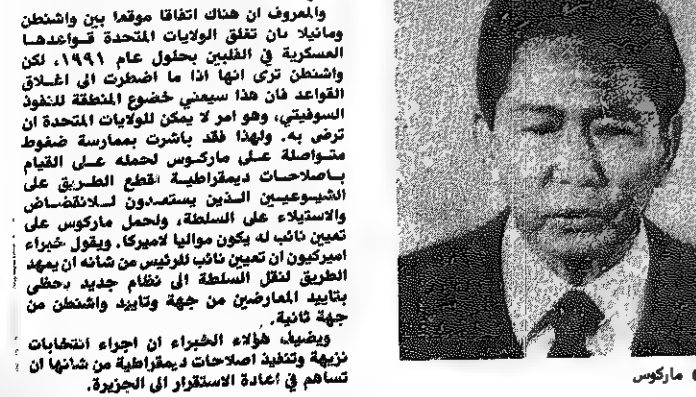 والمعروف ان هناك اتفاقا موقعا بين واشنطن
ومانيلا بان تغلق الولايات المتحدة قواعدها
العسكرية في الفلبين بحلول عام ١٩٩١، لكن
واشنطن ترى انها اذا ما اضطرت الى اغلاق
القواعد فان هذا سيعني خضوع المنطقة للنفوذ
السوفيتي، وهو امر لا يمكن للولايات المتحدة ان
ترضى به. ولهذا فقد باشرت بممارسة ضغوط
متواصلة على ماركوس لحمله على القيام
باصلاحات ديمقراطية لقطع الطريق على
الشيوعيين الذين يستعدون للانقضاض
والاستيلاء على السلطة، ولحمل ماركوس على
تعيين نائب له يكون مواليا لاميركا. ويقول خبراء
اميركيون ان تعيين نائب للرئيس من شانه ان يمهد
الطريق لنقل السلطة الى نظام جديد يحظى
بتاييد المعارضين من جهة وتاييد واشنطن من
جهة ثانية.
ويضيف هؤلاء الخبراء ان اجراء انتخابات
نزيهة وتنفيذ اصلاحات ديمقراطية من شانها ان
تساهم في اعادة الاستقرار الى الجزيرة.
ماركوس